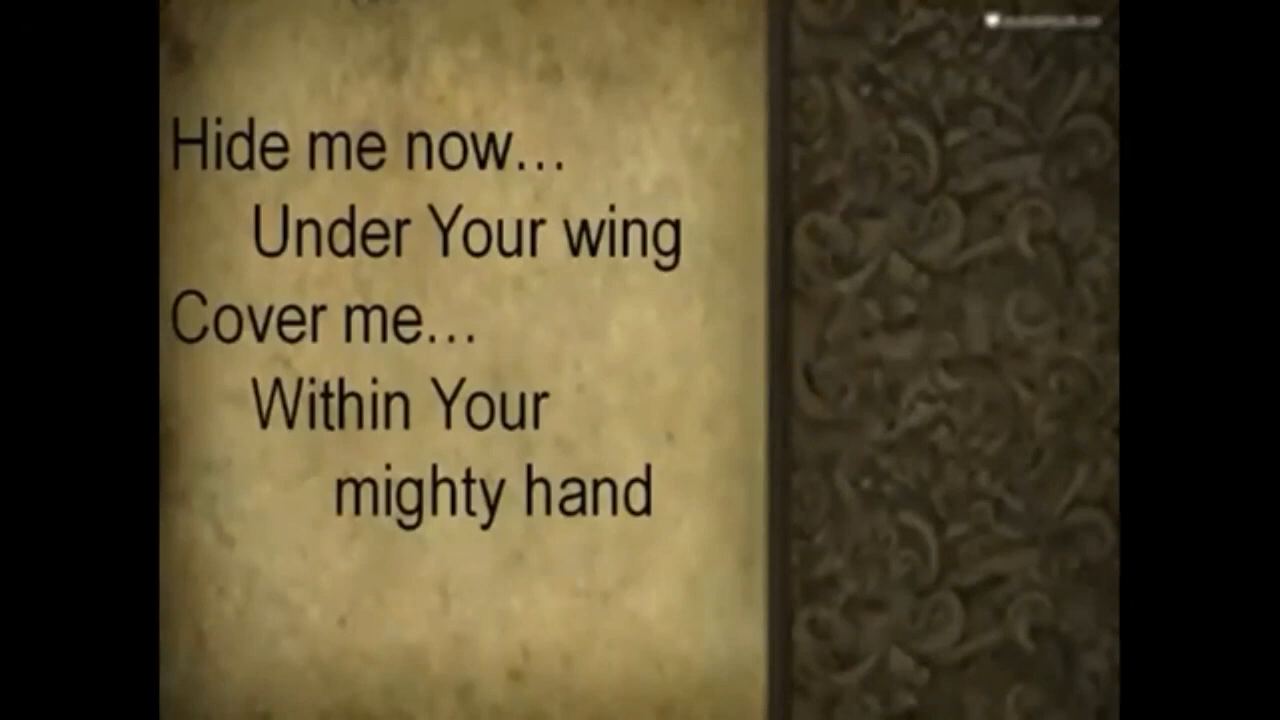 Hide me now...
Under Your wing
Cover me...
Within Your
mighty hand